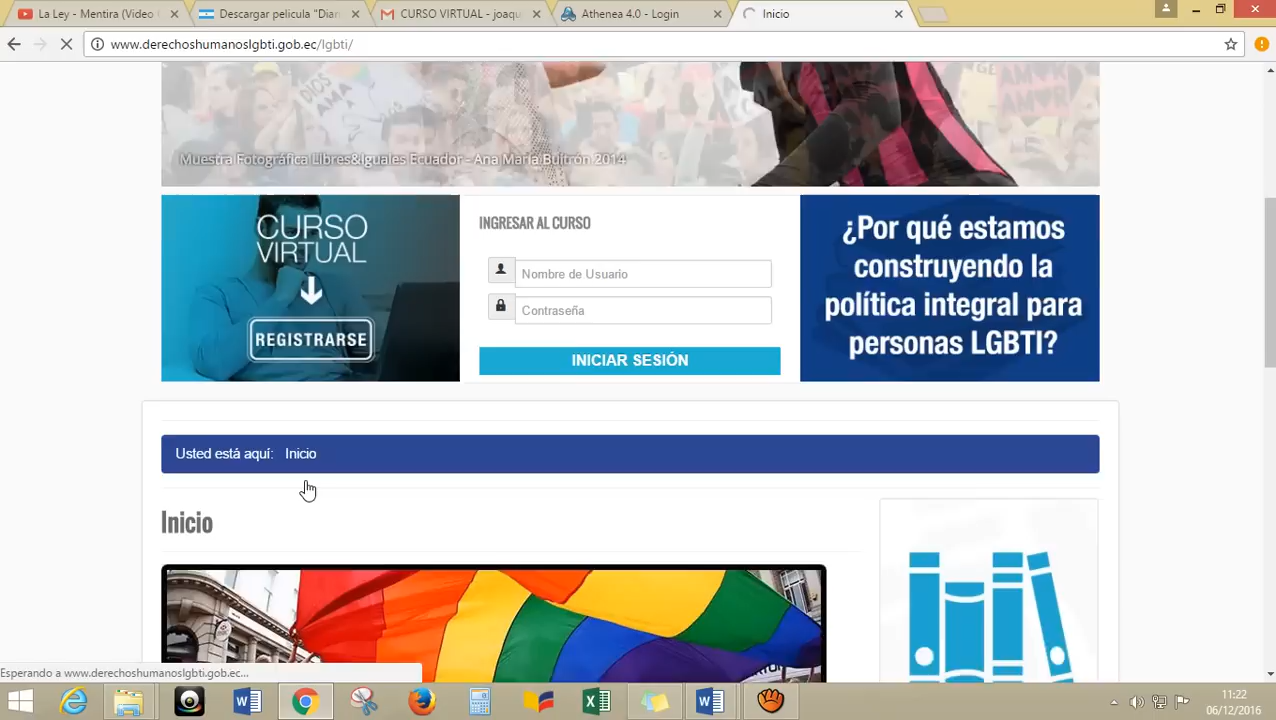 La Ley - Mentira (Video C
Descargar pelicula "Dian
CURSO VIRTUAL - joaqu
Athenea 4.0 - Login
Inicio
www.derechoshumanoslgbti.gob.ec/lgbti/
DIOS
AMA
Muestra Fotográfica Libres&Iguales Ecuador - Ana María Buitrón 2014
CURSO
VIRTUAL
REGISTRARSE
INGRESAR AL CURSO
Nombre de Usuario
Contraseña
INICIAR SESIÓN
¿Por qué estamos
construyendo la
política integral para
personas LGBTI?
Usted está aquí: Inicio
Inicio
Esperando a www.derechoshumanoslgbti.gob.ec...
11:22
06/12/2016